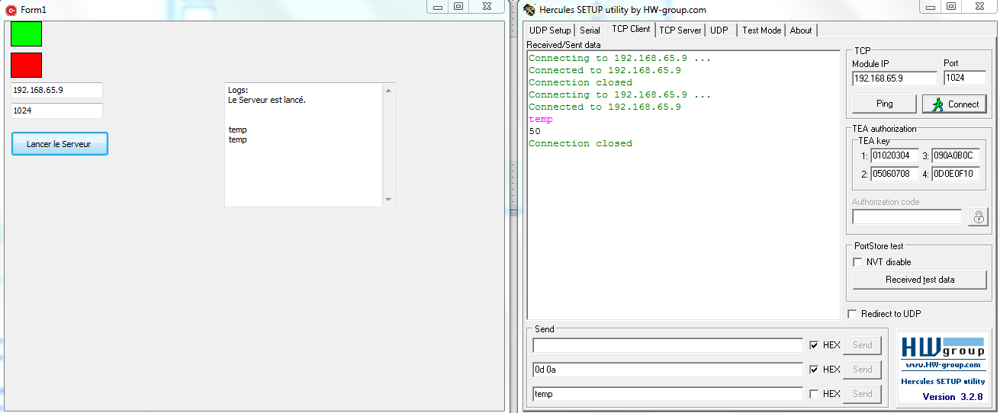 Form1
192.168.65.9
1024
Lancer le Serveur
Logs:
Le Serveur est lancé.
temp
temp
Hercules SETUP utility by HW-group.com
UDP Setup Serial TCP Client TCP Server UDP Test Mode About
Received/Sent data
Connecting to 192.168.65.9 ...
Connected to 192.168.65.9
Connection closed
Connecting to 192.168.65.9 ...
Connected to 192.168.65.9
temp
50
Connection closed
TCP
Module IP Port
192.168.65.9 1024
Ping Connect
TEA authorization
TEA key
1: 01020304 3: 090A0B0C
2: 05060708 4: 0D0E0F10
Authorization code
PortStore test
NVT disable
Received test data
Redirect to UDP
Send
HEX Send
0d 0a HEX Send
temp HEX Send
HW group
www.HW-group.com
Hercules SETUP utility
Version 3.2.8